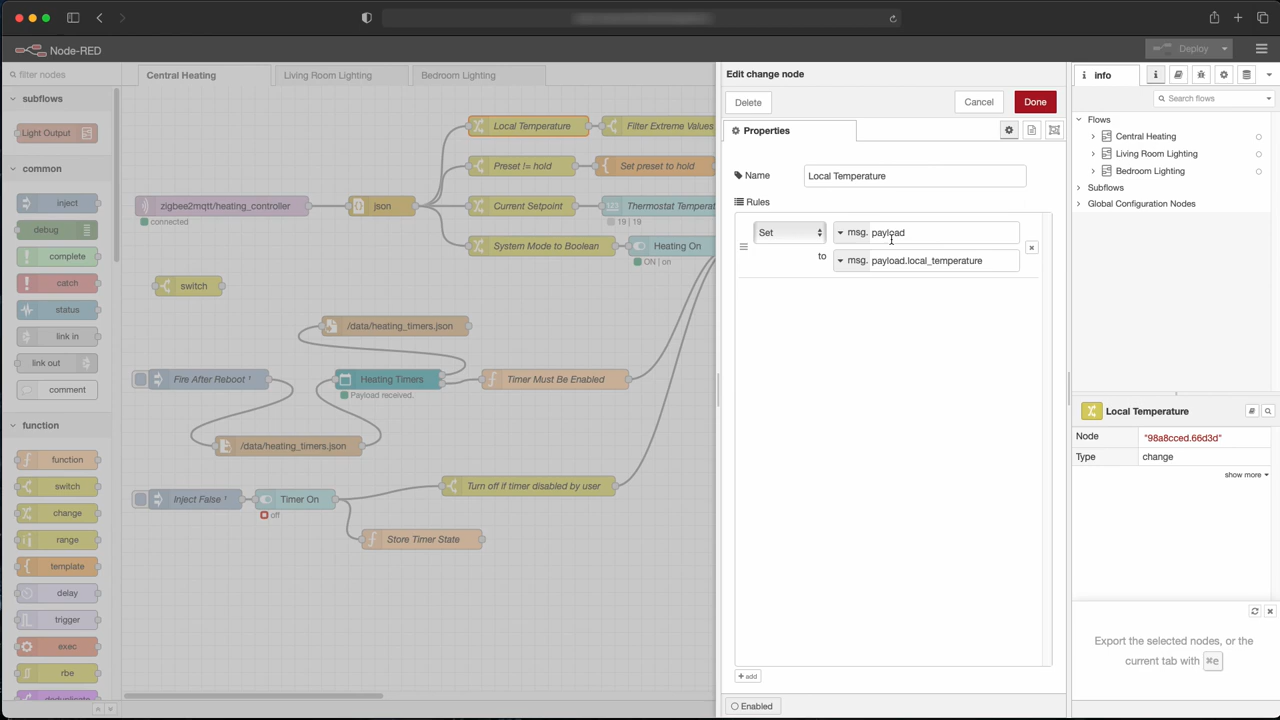 Node-RED
Deploy
filter nodes
Central Heating
Living Room Lighting
Bedroom Lighting
subflows
Light Output
common
inject
debug
complete
catch
status
link in
link out
comment
function
function
switch
change
range
template
delay
trigger
exec
rbe
deduplicate
Local Temperature
Filter Extreme Values
Preset != hold
Set preset to hold
zigbee2mqtt/heating_controller
connected
json
Current Setpoint
Thermostat Temperat
19 | 19
System Mode to Boolean
Heating On
ON | on
switch
/data/heating_timers.json
Fire After Reboot ¹
Heating Timers
Payload received.
Timer Must Be Enabled
/data/heating_timers.json
Turn off if timer disabled by user
Inject False ¹
Timer On
off
Store Timer State
Edit change node
Delete
Cancel
Done
Properties
Name
Local Temperature
Rules
Set
msg. payload
to
msg. payload.local_temperature
+ add
Enabled
i info
Search flows
Flows
Central Heating
Living Room Lighting
Bedroom Lighting
Subflows
Global Configuration Nodes
Local Temperature
Node
"98a8cced.66d3d"
Type
change
show more
Export the selected nodes, or the
current tab with ⌘e